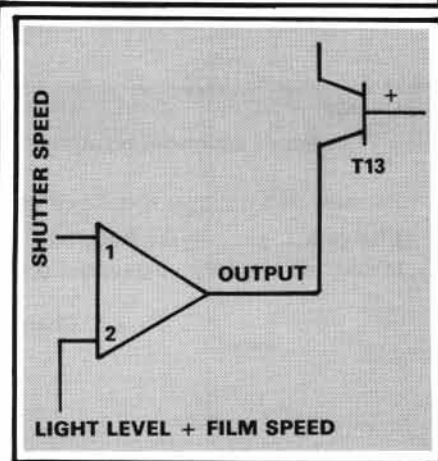 +
T13
SHUTTER SPEED
1
OUTPUT
2
LIGHT LEVEL + FILM SPEED